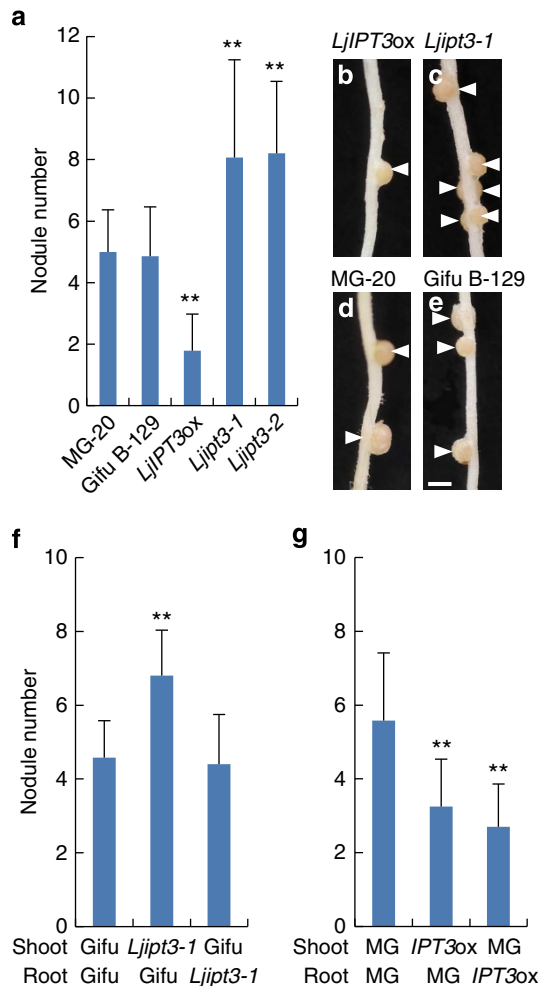 a
12
10
8
6
4
2
0
Nodule number
**
**
**
MG-20
Gifu B-129
LjIPT3ox
Ljipt3-1
Ljipt3-2
LjIPT3ox Ljipt3-1
b
c
MG-20 Gifu B-129
d
e
f
10
8
6
4
2
0
Nodule number
**
Shoot Gifu Ljipt3-1 Gifu
Root Gifu Gifu Ljipt3-1
g
10
8
6
4
2
0
**
**
Shoot MG IPT3ox MG
Root MG MG IPT3ox